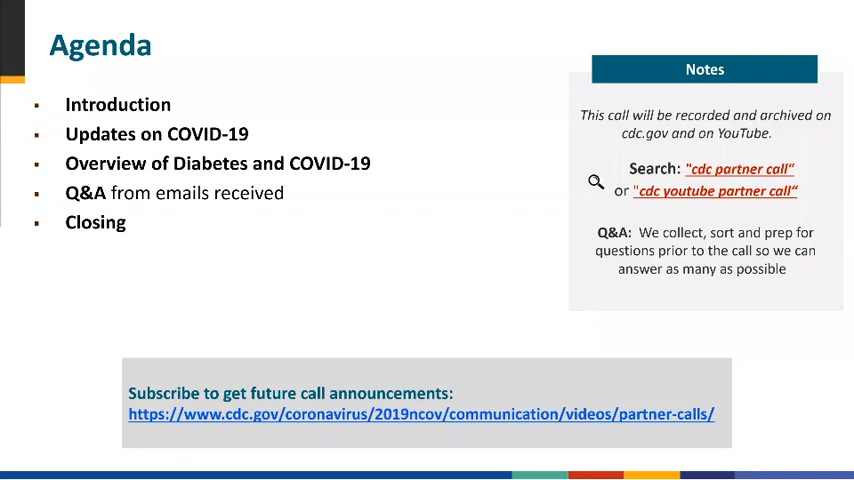 Agenda
▪ Introduction
▪ Updates on COVID-19
▪ Overview of Diabetes and COVID-19
▪ Q&A from emails received
▪ Closing
Notes
This call will be recorded and archived on
cdc.gov and on YouTube.
Search: "cdc partner call"
or "cdc youtube partner call“
Q&A: We collect, sort and prep for
questions prior to the call so we can
answer as many as possible
Subscribe to get future call announcements:
https://www.cdc.gov/coronavirus/2019ncov/communication/videos/partner-calls/